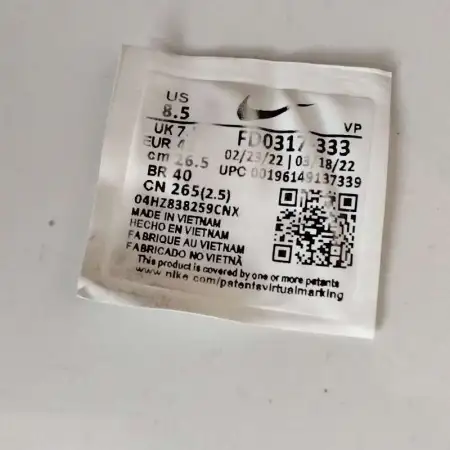 US
8.5
VP
UK 7.
FD0317-333
EUR 4
02/23/22 | 03/18/22
cm 26.5
UPC 00196149137339
BR 40
CN 265(2.5)
04HZ838259CNX
MADE IN VIETNAM
HECHO EN VIETNAM
FABRIQUE AU VIETNAM
FABRICADO NO VIETNÃ
This product is covered by one or more patents
www.nike.com/patentsvirtualmarking